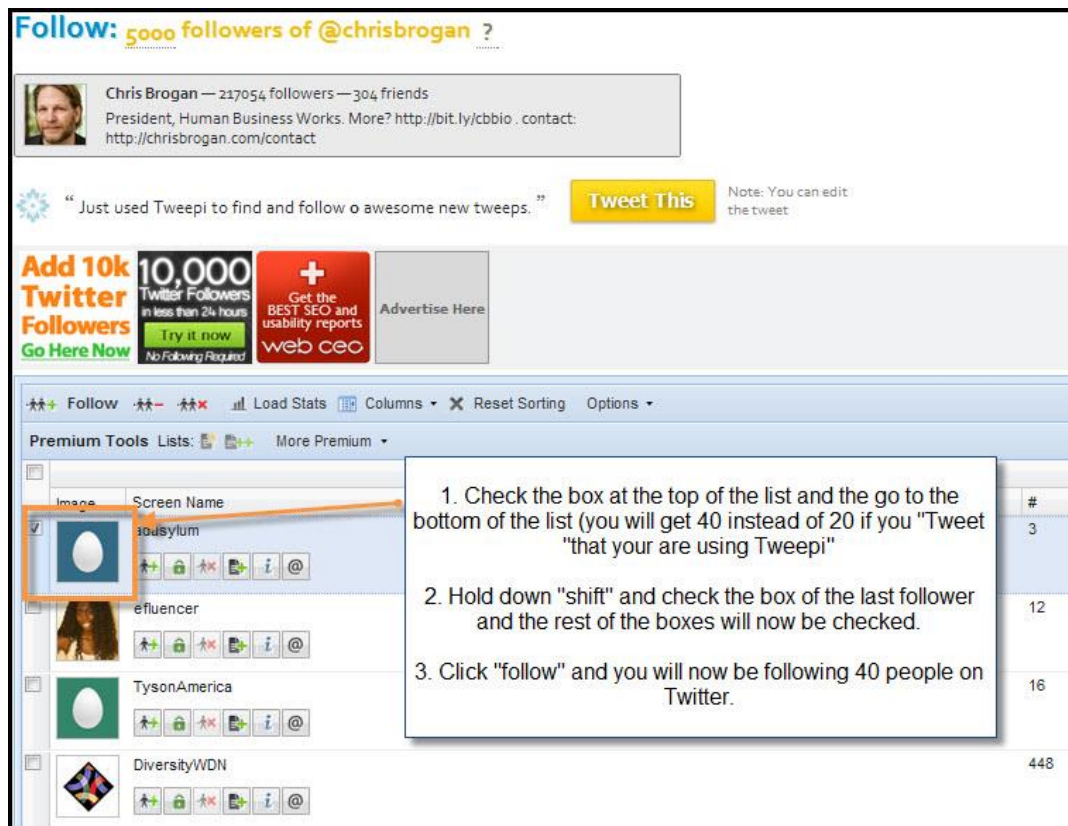 Follow: 5000 followers of @chrisbrogan ?
Chris Brogan — 217054 followers — 304 friends
President, Human Business Works. More? http://bit.ly/cbbio . contact:
http://chrisbrogan.com/contact
“ Just used Tweepi to find and follow 0 awesome new tweeps. ”
Tweet This
Note: You can edit
the tweet
Add 10k
Twitter
Followers
Go Here Now
10,000
Twitter Followers
in less than 24 hours
Try it now
No Following Required
Get the
BEST SEO and
usability reports
web ceo
Advertise Here
Follow Load Stats Columns Reset Sorting Options
Premium Tools Lists: More Premium
Image Screen Name #
3
efluencer 12
TysonAmerica 16
DiversityWDN 448
1. Check the box at the top of the list and the go to the
bottom of the list (you will get 40 instead of 20 if you "Tweet
"that your are using Tweepi"
2. Hold down "shift" and check the box of the last follower
and the rest of the boxes will now be checked.
3. Click "follow" and you will now be following 40 people on
Twitter.